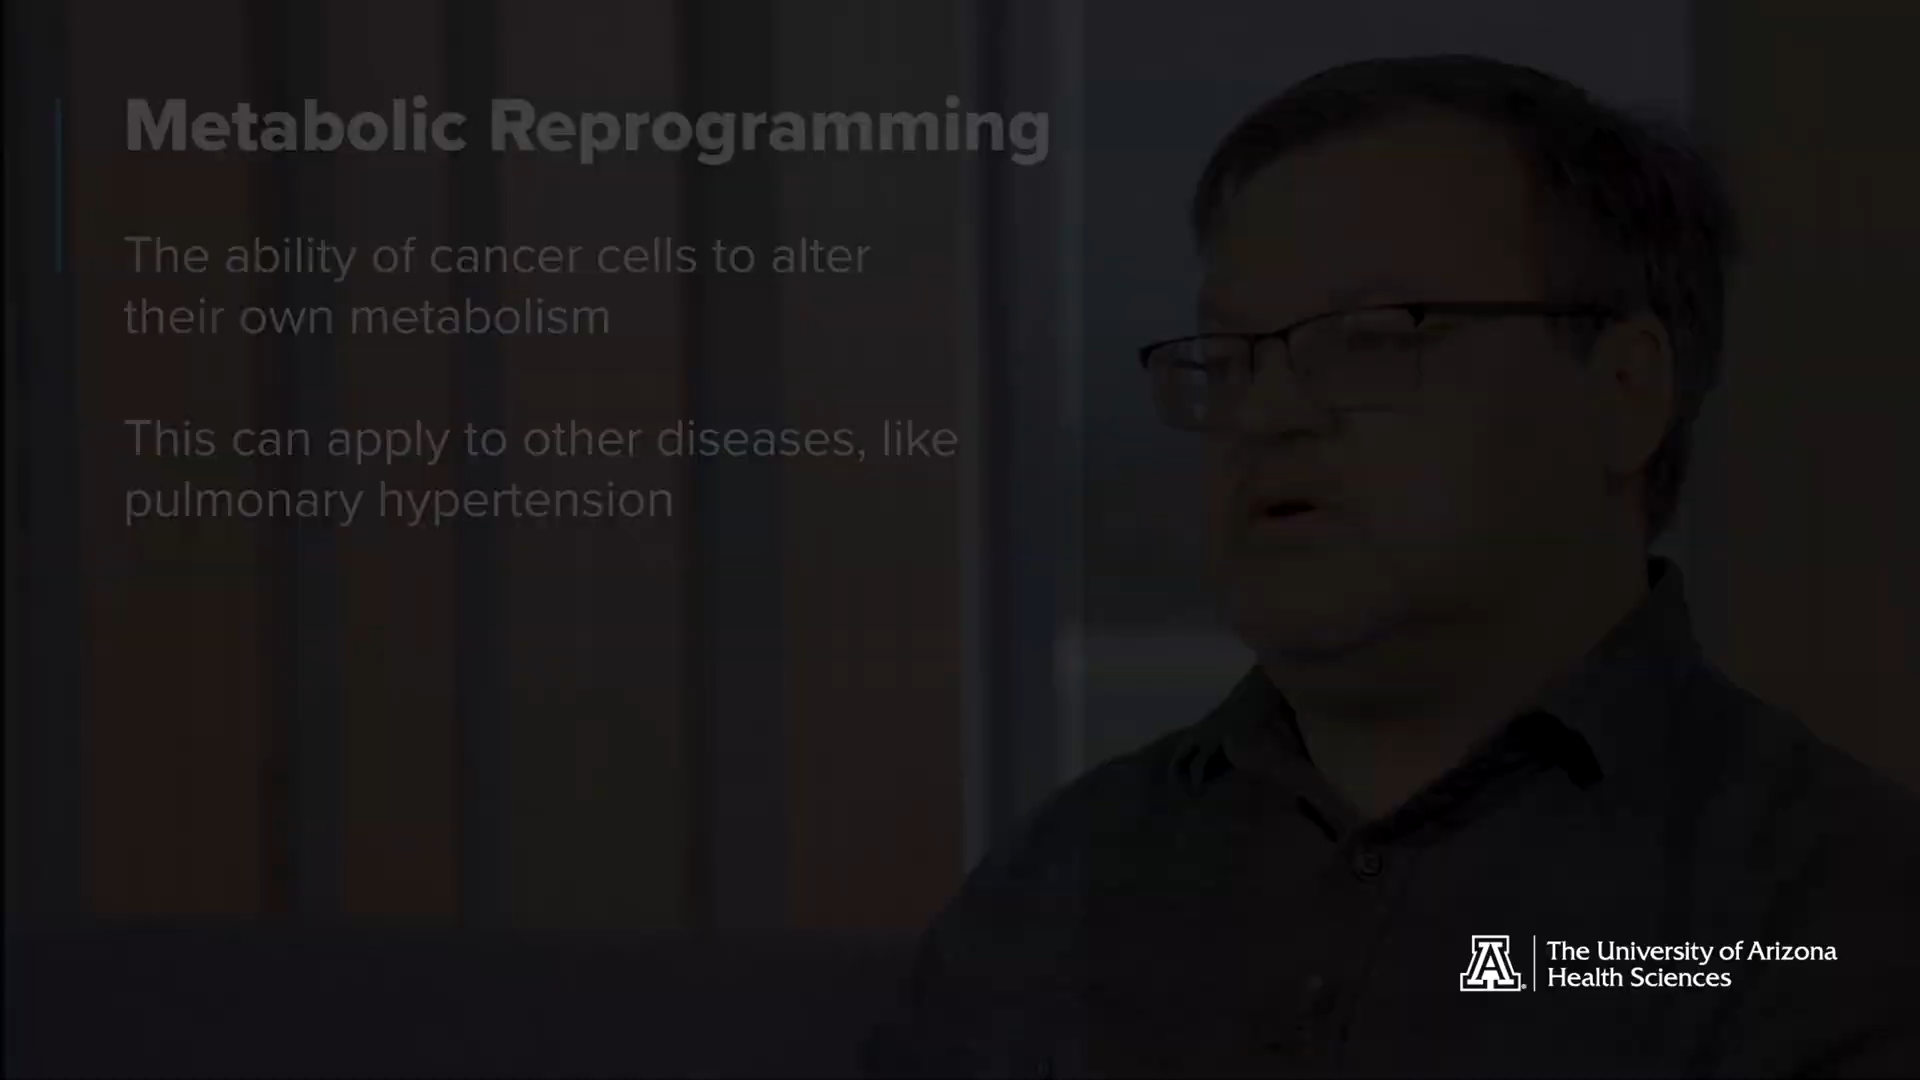 Metabolic Reprogramming
The ability of cancer cells to alter
their own metabolism
This can apply to other diseases, like
pulmonary hypertension
The University of Arizona
Health Sciences